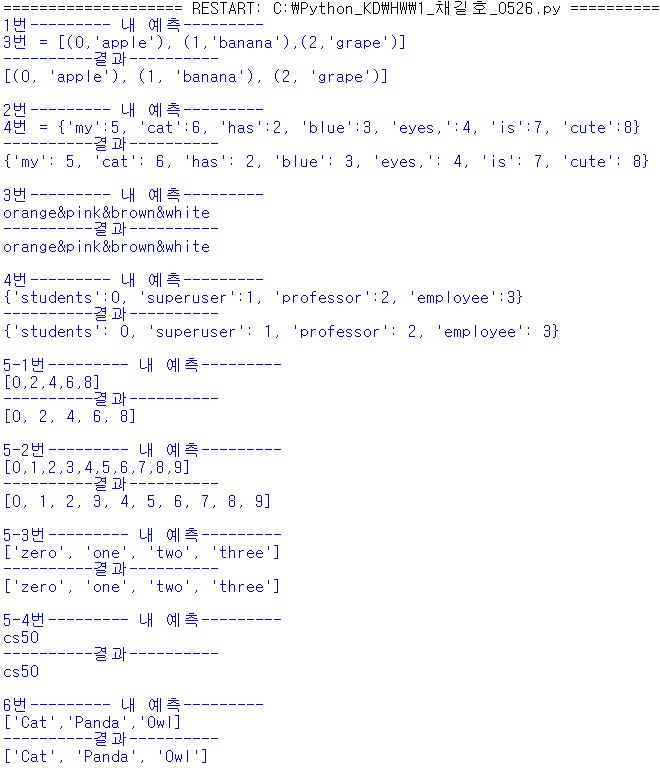 ==================== RESTART: C:\Python_KD\HW\1_채길호_0526.py ==========
1번--------- 내 예측---------
3번 = [(0,'apple'), (1,'banana'),(2,'grape')]
----------결과----------
[(0, 'apple'), (1, 'banana'), (2, 'grape')]

2번--------- 내 예측---------
4번 = {'my':5, 'cat':6, 'has':2, 'blue':3, 'eyes,':4, 'is':7, 'cute':8}
----------결과----------
{'my': 5, 'cat': 6, 'has': 2, 'blue': 3, 'eyes,': 4, 'is': 7, 'cute': 8}

3번--------- 내 예측---------
orange&pink&brown&white
----------결과----------
orange&pink&brown&white

4번--------- 내 예측---------
{'students':0, 'superuser':1, 'professor':2, 'employee':3}
----------결과----------
{'students': 0, 'superuser': 1, 'professor': 2, 'employee': 3}

5-1번--------- 내 예측---------
[0,2,4,6,8]
----------결과----------
[0, 2, 4, 6, 8]

5-2번--------- 내 예측---------
[0,1,2,3,4,5,6,7,8,9]
----------결과----------
[0, 1, 2, 3, 4, 5, 6, 7, 8, 9]

5-3번--------- 내 예측---------
['zero', 'one', 'two', 'three']
----------결과----------
['zero', 'one', 'two', 'three']

5-4번--------- 내 예측---------
cs50
----------결과----------
cs50

6번--------- 내 예측---------
['Cat','Panda','Owl]
----------결과----------
['Cat', 'Panda', 'Owl']